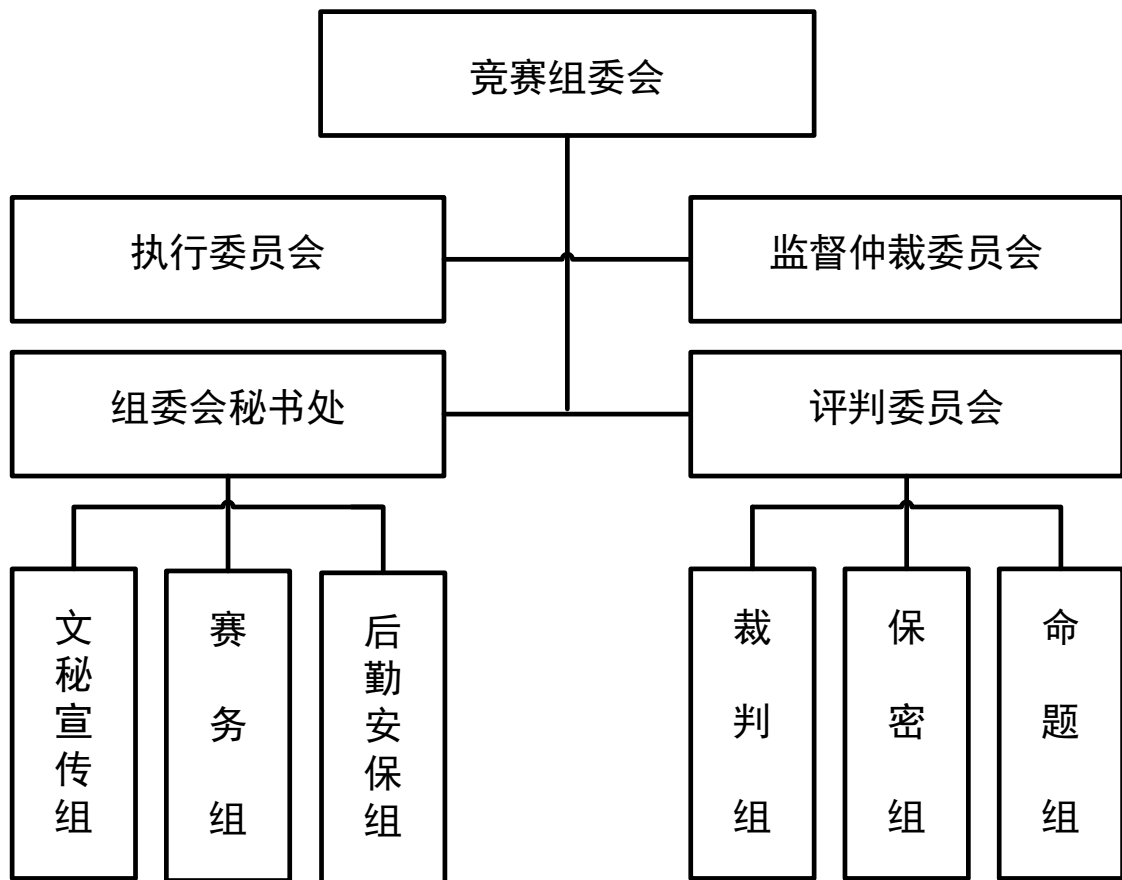 竞赛组委会
执行委员会
监督仲裁委员会
组委会秘书处
评判委员会
文秘宣传组
赛务组
后勤安保组
裁判组
保密组
命题组